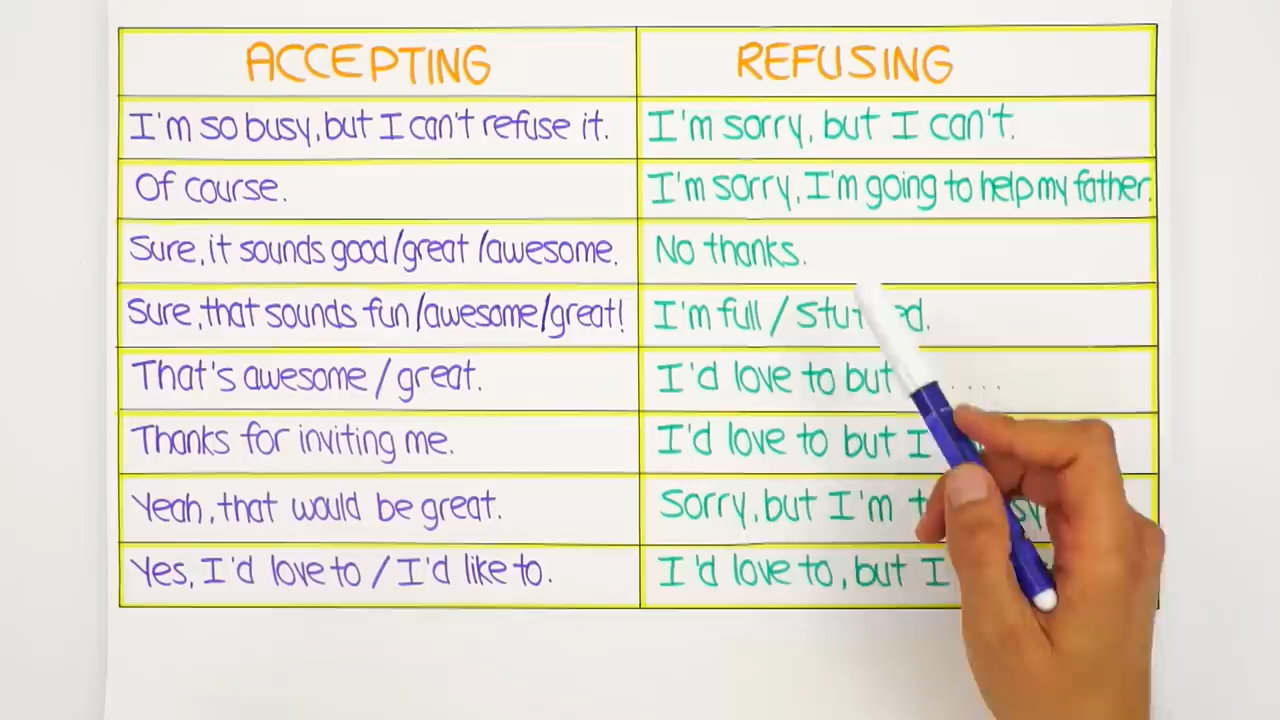 ACCEPTING
REFUSING
I'm so busy, but I can't refuse it.
I'm sorry, but I can't.
Of course.
I'm sorry, I'm going to help my father.
Sure, it sounds good/great/awesome.
No thanks.
Sure, that sounds fun/awesome/great!
I'm full /
That's awesome / great.
I'd love to but ....
Thanks for inviting me.
I'd love to but I
Yeah, that would be great.
Sorry, but I'm
Yes, I'd love to / I'd like to.
I'd love to, but I